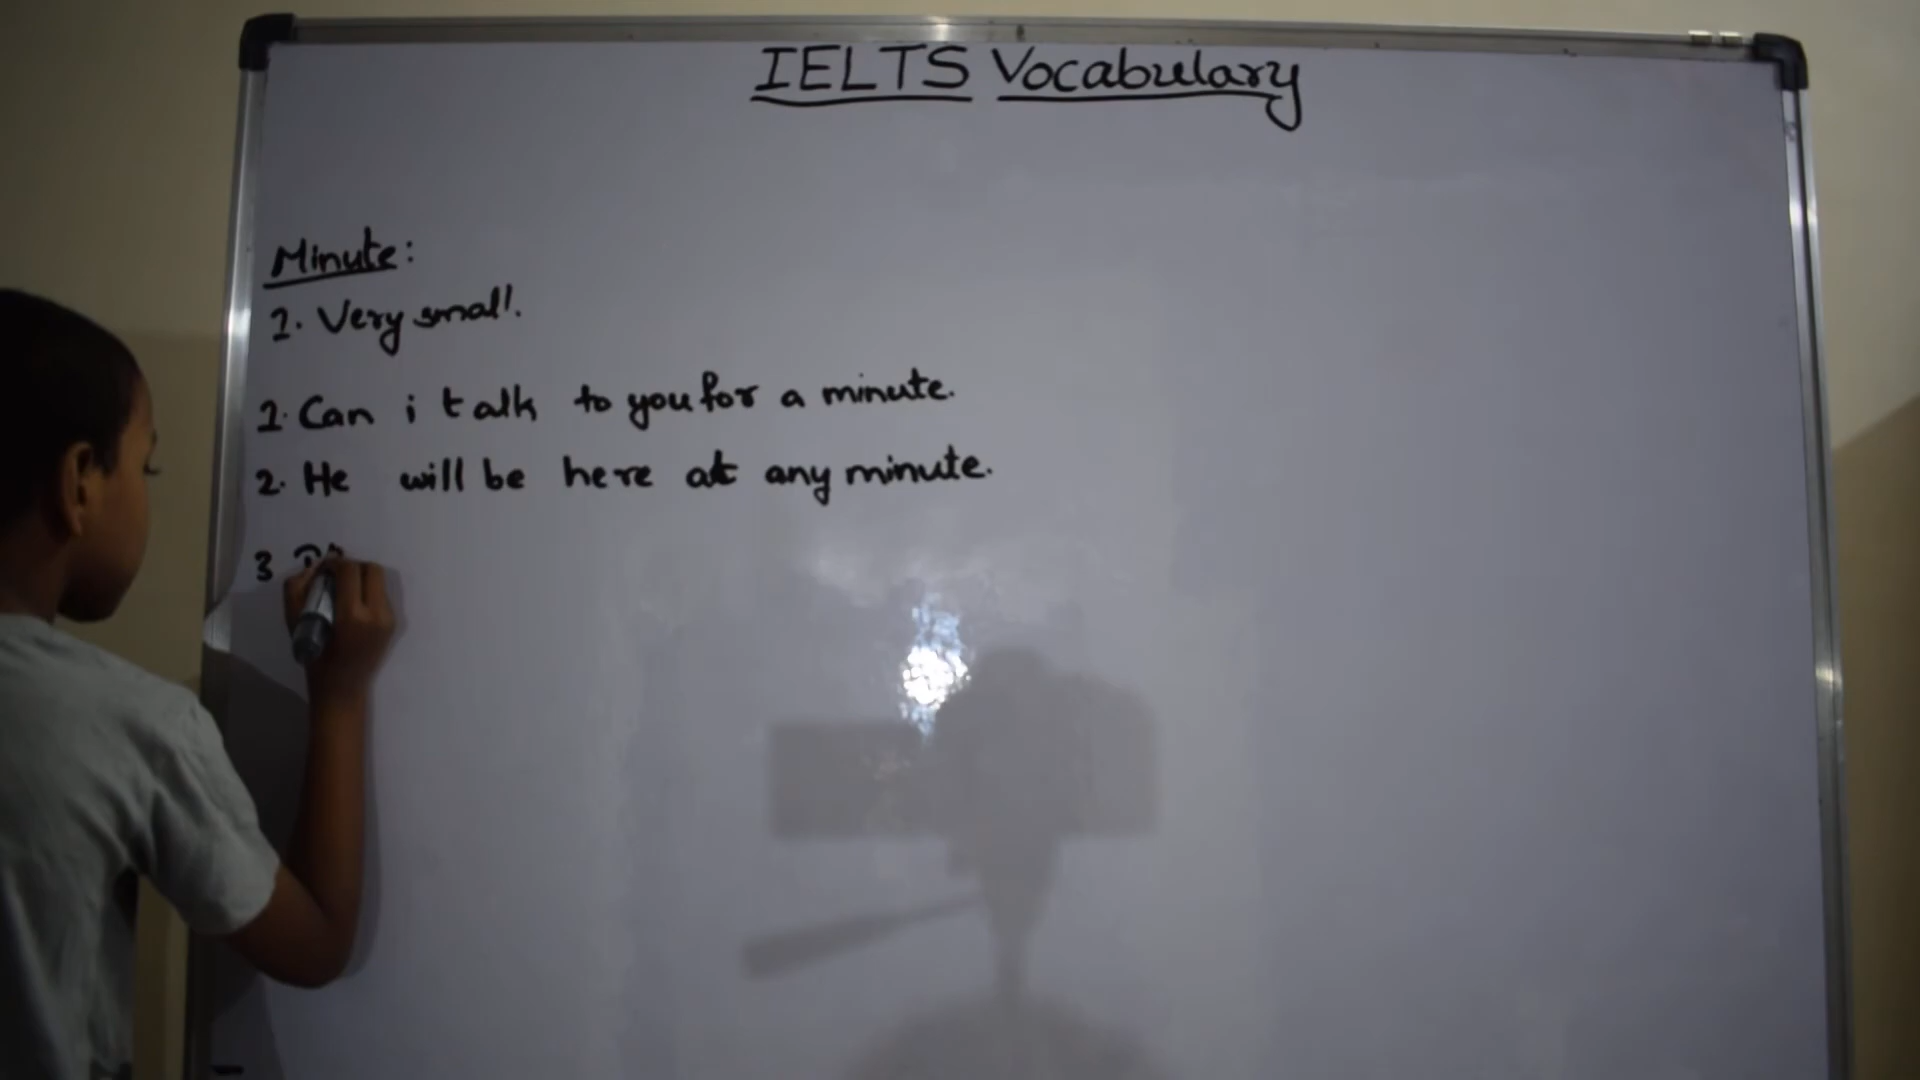 IELTS Vocabulary
Minute:
1. Very small.
1. Can i talk to you for a minute.
2. He will be here at any minute.
3